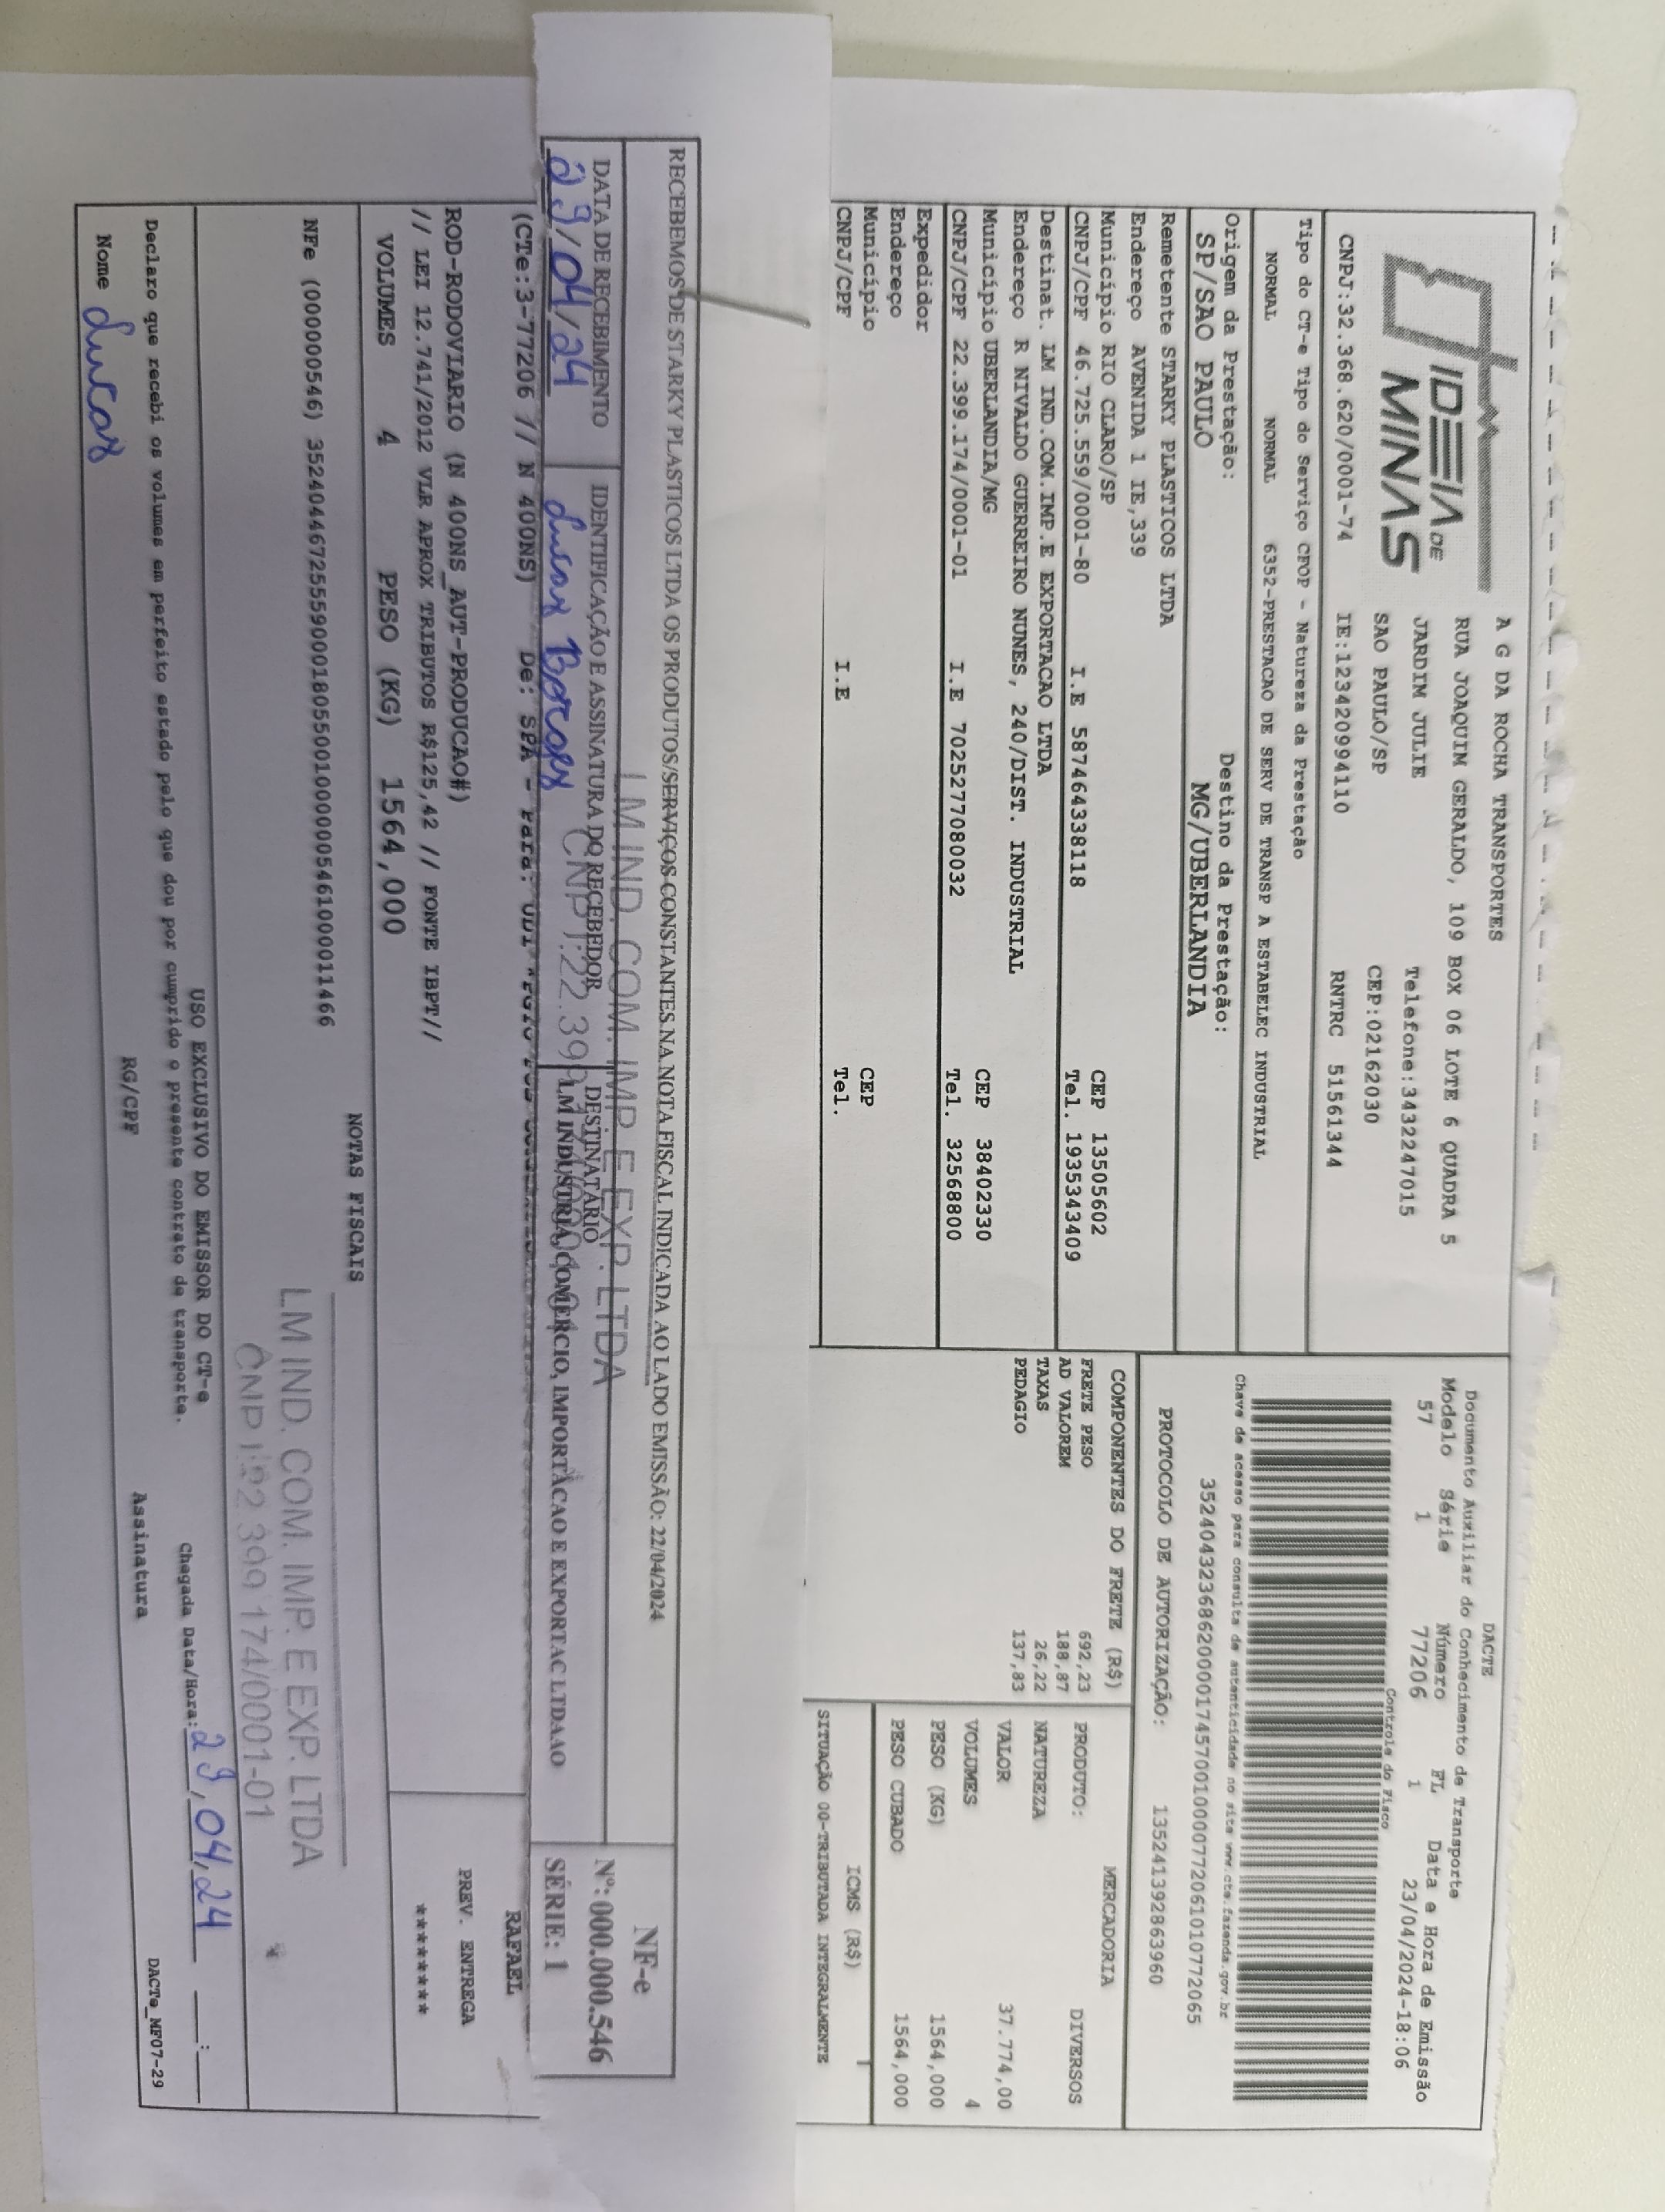 IDEIA DE
MINAS
A G DA ROCHA TRANSPORTES
RUA JOAQUIM GERALDO, 109 BOX 06 LOTE 6 QUADRA 5
JARDIM JULIE Telefone:3432247015
SAO PAULO/SP CEP:02162030
CNPJ:32.368.620/0001-74 IE:123420994110 RNTRC 51561344
Tipo do CT-e Tipo do Serviço CFOP - Natureza da Prestação
NORMAL NORMAL 6352-PRESTACAO DE SERV DE TRANSP A ESTABELEC INDUSTRIAL
Origem da Prestação: Destino da Prestação:
SP/SAO PAULO MG/UBERLANDIA
Remetente STARKY PLASTICOS LTDA
Endereço AVENIDA 1 IE,339
Município RIO CLARO/SP CEP 13505602
CNPJ/CPF 46.725.559/0001-80 I.E 587464338118 Tel. 1935343409
Destinat. LM IND.COM.IMP.E EXPORTACAO LTDA
Endereço R NIVALDO GUERREIRO NUNES, 240/DIST. INDUSTRIAL
Município UBERLANDIA/MG CEP 38402330
CNPJ/CPF 22.399.174/0001-01 I.E 7025277080032 Tel. 32568800
Expedidor
Endereço
Município CEP
CNPJ/CPF I.E Tel.
DACTE
Documento Auxiliar do Conhecimento de Transporte
Modelo Série Número FL Data e Hora de Emissão
57 1 77206 1 23/04/2024-18:06
Controle do Fisco
Chave de acesso para consulta de autenticidade no site www.cte.fazenda.gov.br
35240432368620000174570010000772061010772065
PROTOCOLO DE AUTORIZAÇÃO: 135241392863960
COMPONENTES DO FRETE (R$)
FRETE PESO 692,23
AD VALOREM 188,87
TAXAS 26,22
PEDAGIO 137,83
MERCADORIA
PRODUTO: DIVERSOS
NATUREZA
VALOR 37.774,00
VOLUMES 4
PESO (KG) 1564,000
PESO CUBADO 1564,000
ICMS (R$)
SITUAÇÃO 00-TRIBUTADA INTEGRALMENTE
RECEBEMOS DE STARKY PLASTICOS LTDA OS PRODUTOS/SERVIÇOS CONSTANTES NA NOTA FISCAL INDICADA AO LADO EMISSÃO: 22/04/2024
LM IND. COM. IMP. E EXP. LTDA
DATA DE RECEBIMENTO IDENTIFICAÇÃO E ASSINATURA DO RECEBEDOR DESTINATÁRIO
29/04/24 Lucas Borges LM INDUSTRIA, COMERCIO, IMPORTACAO E EXPORTAC LTDAAO
NF-e
Nº: 000.000.546
SÉRIE: 1
(CTe:3-77206 // N 400NS) De: SPA - Para: UDI
RAFAEL
ROD-RODOVIARIO (N 400NS_AUT-PRODUCAO#)
// LEI 12.741/2012 VLR APROX TRIBUTOS R$125,42 // FONTE IBPT//
PREV. ENTREGA
********
VOLUMES 4 PESO (KG) 1564,000
NOTAS FISCAIS
NFe (000000546) 35240446725559000180550010000005461000011466
LM IND. COM. IMP. E EXP. LTDA
CNPJ:22.399.174/0001-01
USO EXCLUSIVO DO EMISSOR DO CT-e
Declaro que recebi os volumes em perfeito estado pelo que dou por cumprido o presente contrato de transporte.
Chegada Data/Hora: 29,04,24 __:__
Nome Lucas RG/CPF Assinatura
DACTe_MF07-29